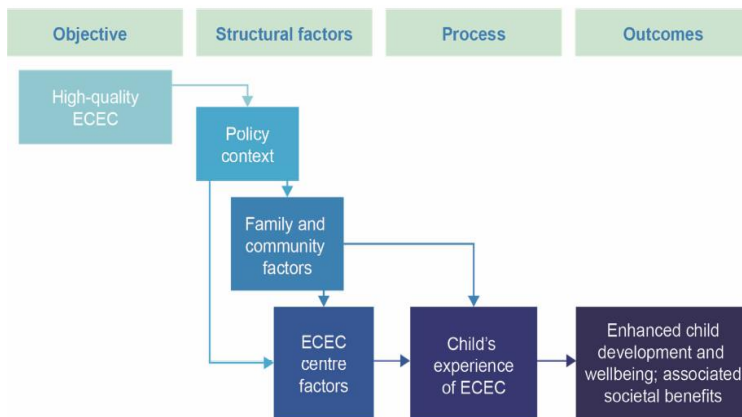 Objective
Structural factors
Process
Outcomes
High-quality
ECEC
Policy
context
Family and
community
factors
ECEC
centre
factors
Child’s
experience
of ECEC
Enhanced child
development and
wellbeing; associated
societal benefits